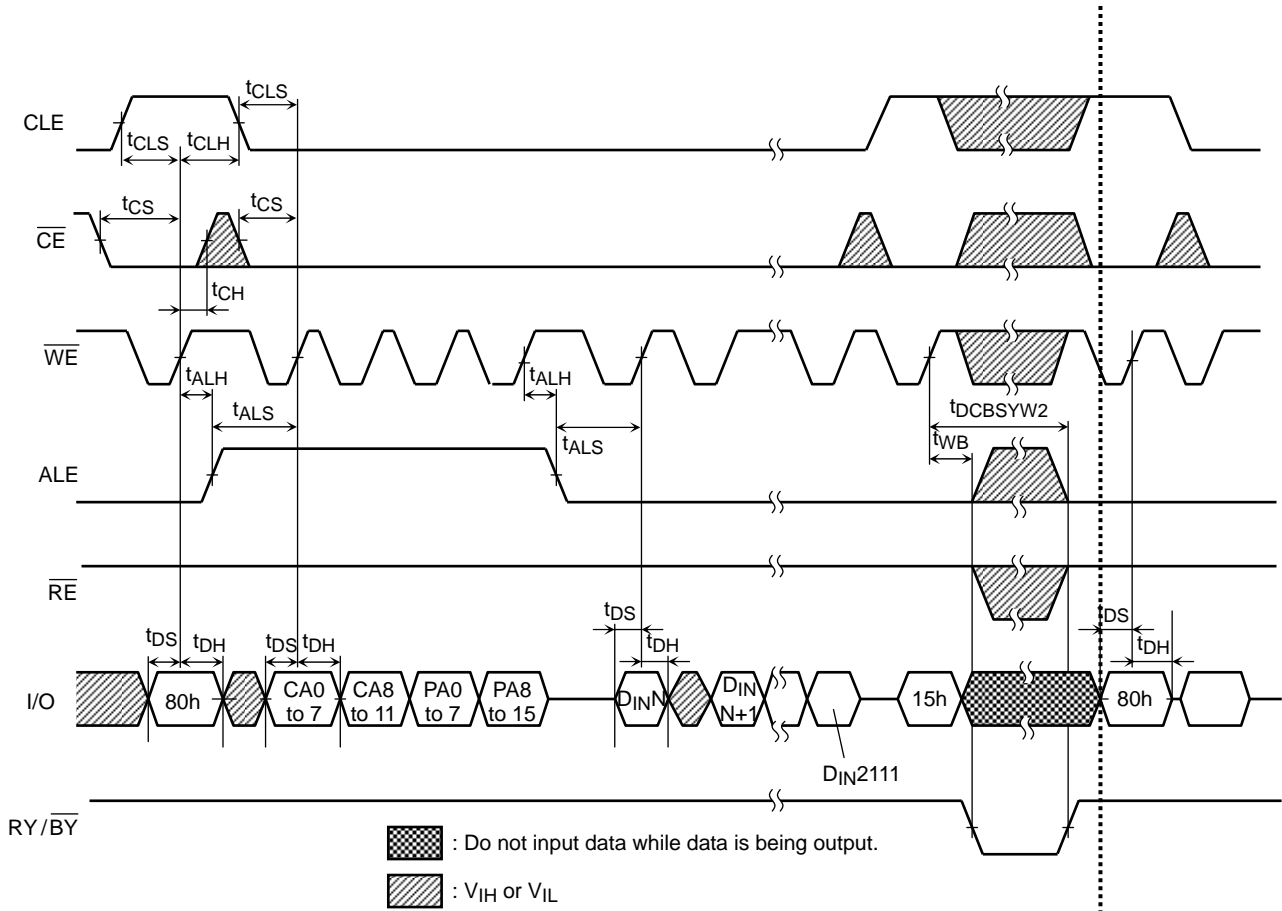 CLE
tCLS
tCLS tCLH
CE
tCS tCS
tCH
WE
tALH tALH
tALS tALS
tDCBSYW2
tWB
ALE
RE
tDS tDH tDS tDH tDS tDH tDS tDH
I/O
80h
CA0 to 7
CA8 to 11
PA0 to 7
PA8 to 15
DINN
DIN N+1
DIN2111
15h
80h
RY/BY
: Do not input data while data is being output.
: VIH or VIL